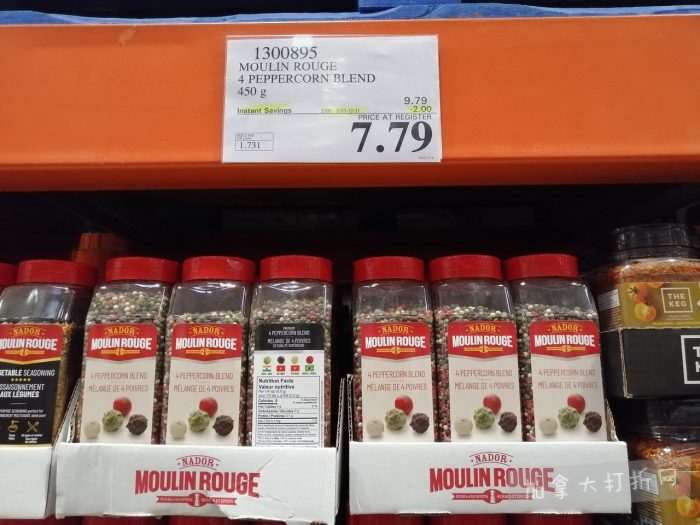 1300895
MOULIN ROUGE
4 PEPPERCORN BLEND
450 g
9.79
Instant Savings
-2.00
PRICE AT REGISTER
7.79
1.731
NADOR
MOULIN ROUGE
VEGETABLE SEASONING
ASSAISONNEMENT
AUX LÉGUMES
NADOR
MOULIN ROUGE
4 PEPPERCORN BLEND
MÉLANGE DE 4 POIVRES
NADOR
MOULIN ROUGE
4 PEPPERCORN BLEND
MÉLANGE DE 4 POIVRES
4 PEPPERCORN BLEND
MÉLANGE
DE 4 POIVRES
Nutrition Facts
Valeur nutritive
NADOR
MOULIN ROUGE
4 PEPPERCORN BLEND
MÉLANGE DE 4 POIVRES
NADOR
MOULIN ROUGE
4 PEPPERCORN BLEND
MÉLANGE DE 4 POIVRES
NADOR
MOULIN ROUGE
4 PEPPERCORN BLEND
MÉLANGE DE 4 POIVRES
THE KEG
NADOR
MOULIN ROUGE
NADOR
MOULIN ROUGE
加拿大打折网